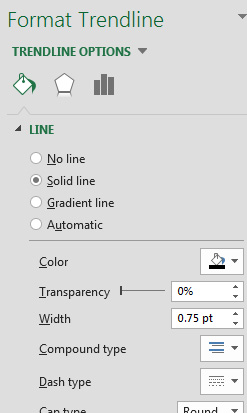 Format Trendline
TRENDLINE OPTIONS
LINE
No line
Solid line
Gradient line
Automatic
Color
Transparency 0%
Width 0.75 pt
Compound type
Dash type
Cap type Round